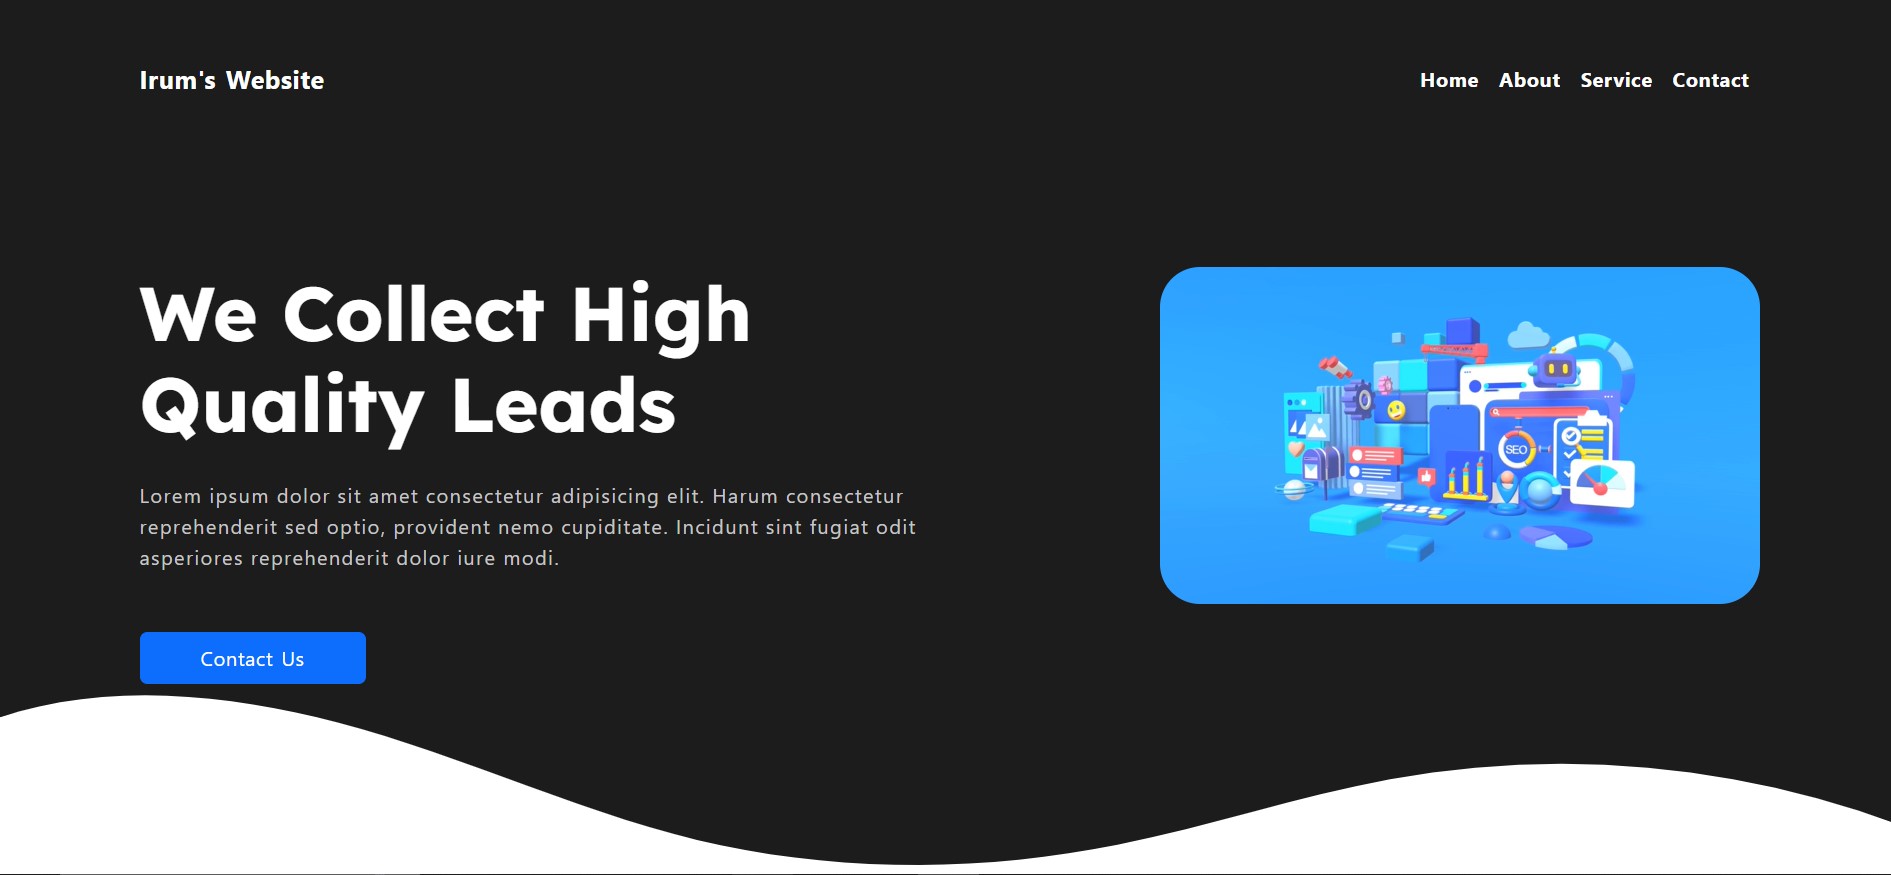 Irum's Website
Home About Service Contact
We Collect High
Quality Leads
Lorem ipsum dolor sit amet consectetur adipisicing elit. Harum consectetur
reprehenderit sed optio, provident nemo cupiditate. Incidunt sint fugiat odit
asperiores reprehenderit dolor iure modi.
Contact Us
SEO